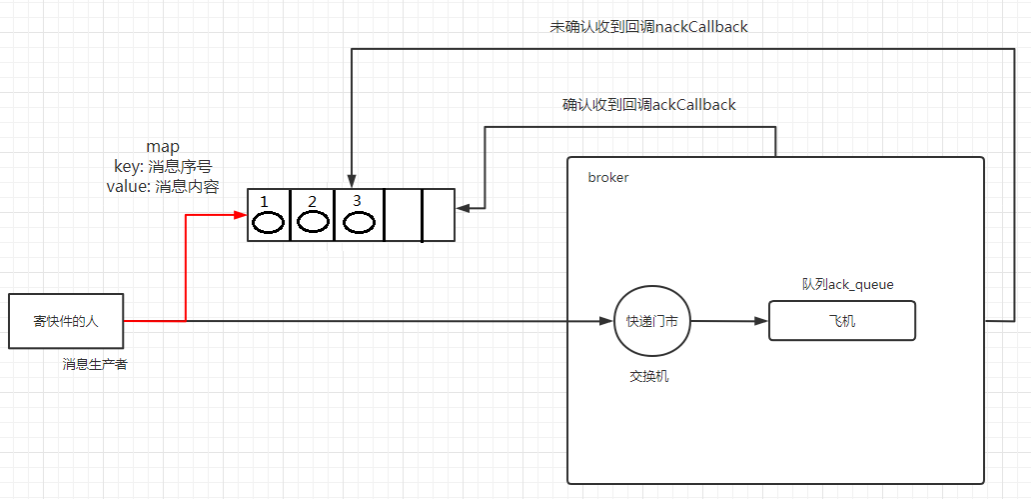 未确认收到回调nackCallback
确认收到回调ackCallback
map
key: 消息序号
value: 消息内容
1
2
3
broker
队列ack_queue
寄快件的人
快递门市
飞机
消息生产者
交换机